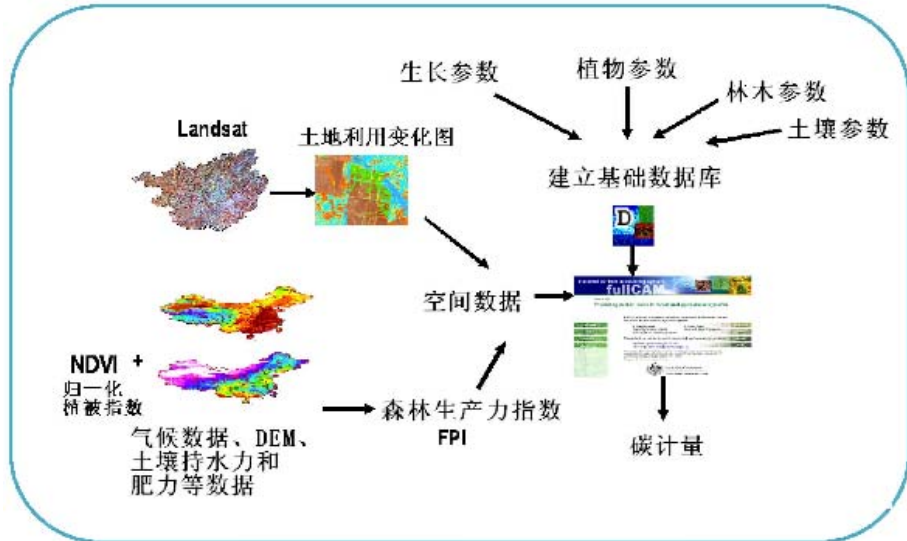 生长参数
植物参数
林木参数
土壤参数
Landsat
土地利用变化图
建立基础数据库
D
空间数据
fullCAM
NDVI +
归一化
植被指数
森林生产力指数
FPI
气候数据、DEM、
土壤持水力和
肥力等数据
碳计量